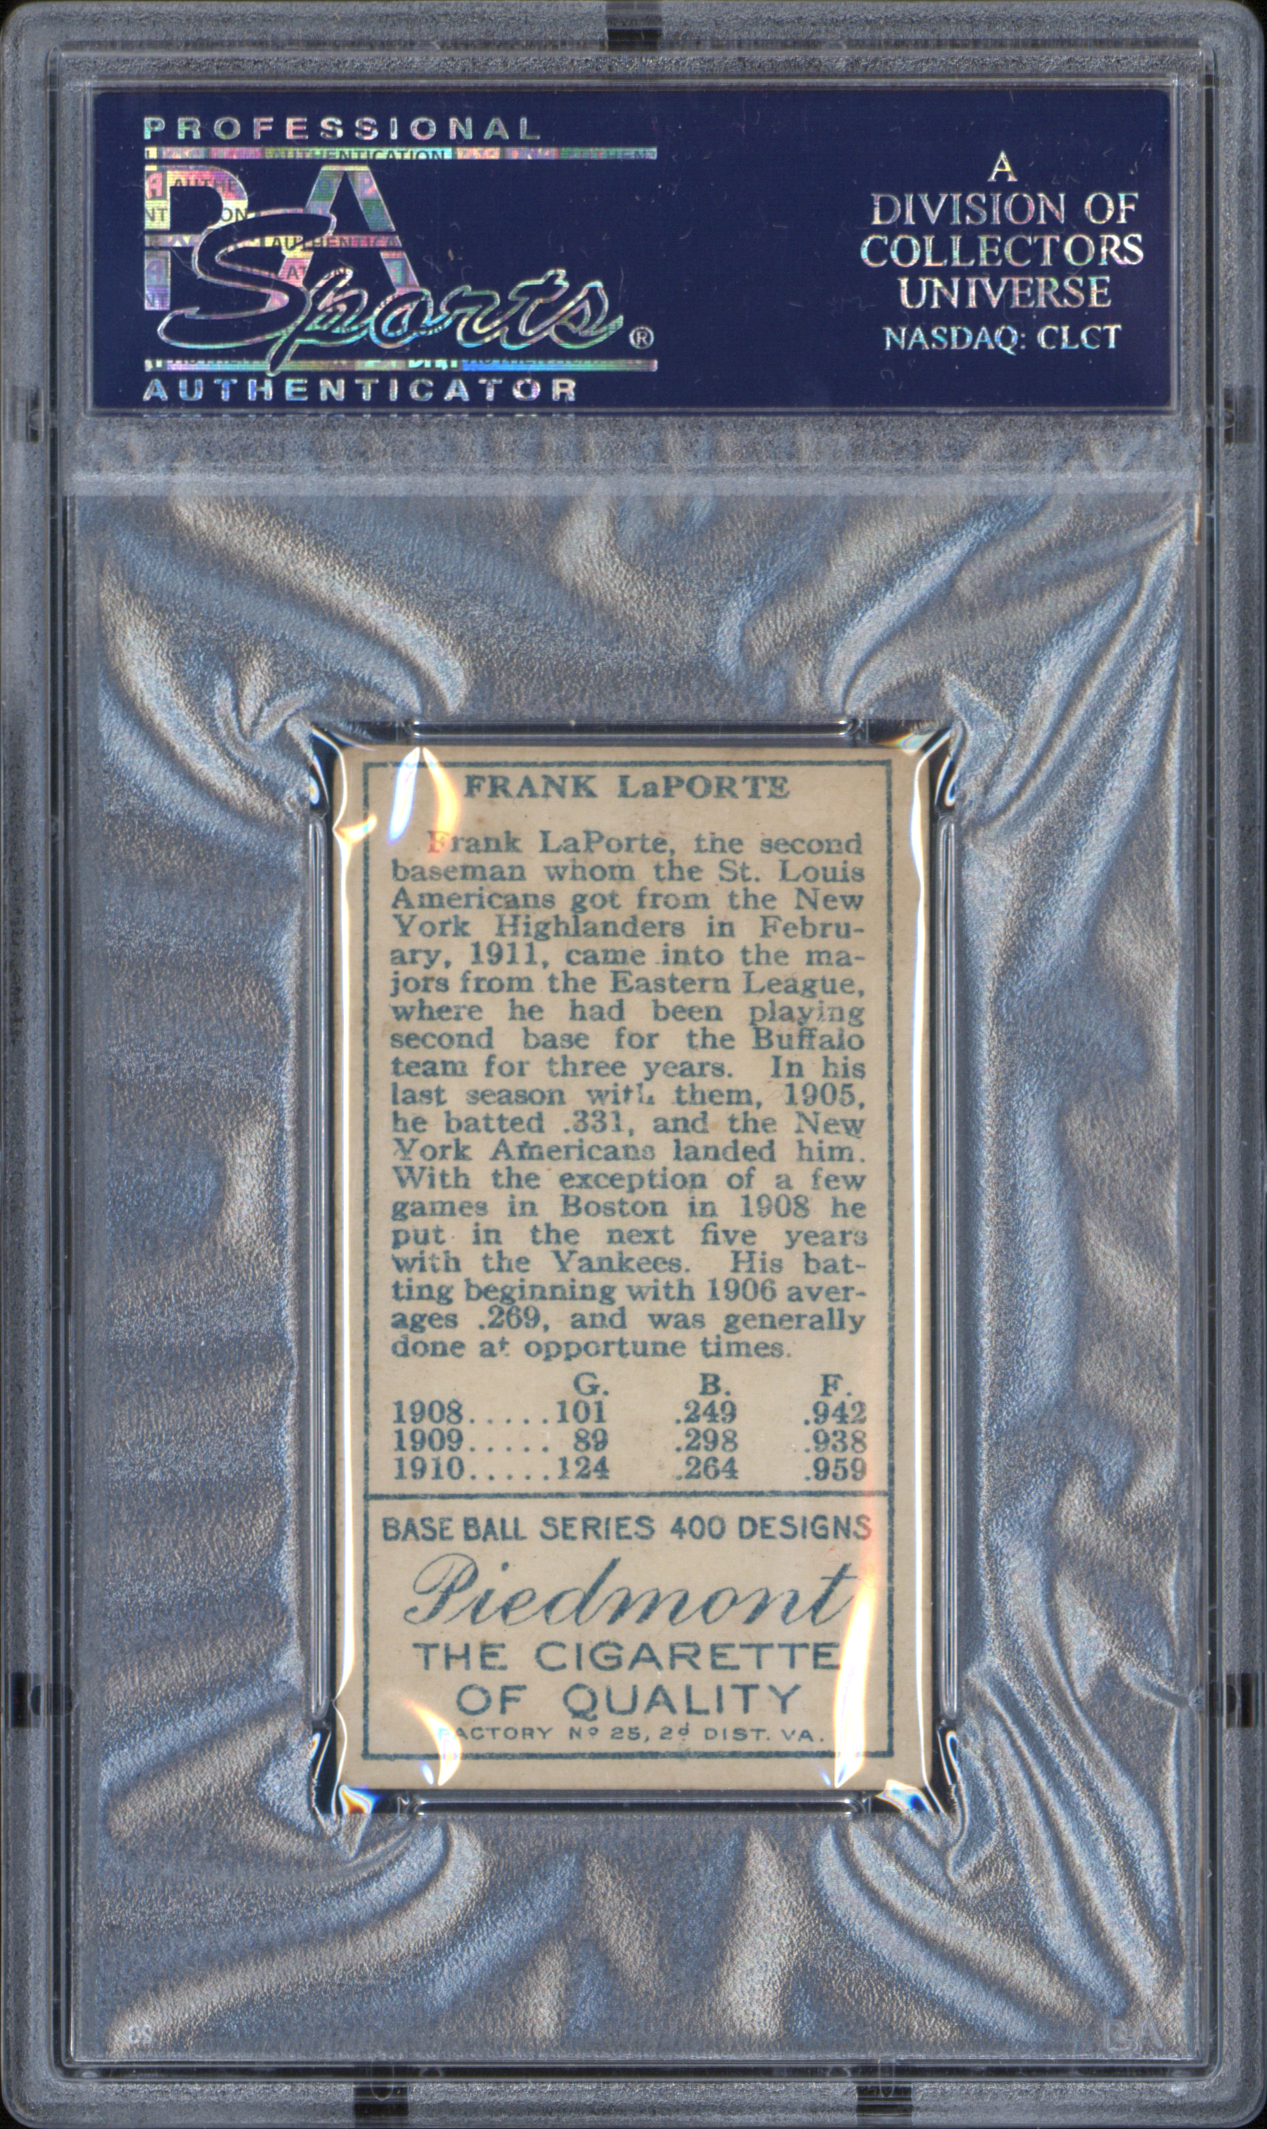 PROFESSIONAL
PSA
Sports®
AUTHENTICATOR
A
DIVISION OF
COLLECTORS
UNIVERSE
NASDAQ: CLCT
FRANK LaPORTE
Frank LaPorte, the second
baseman whom the St. Louis
Americans got from the New
York Highlanders in Febru-
ary, 1911, came into the ma-
jors from the Eastern League,
where he had been playing
second base for the Buffalo
team for three years. In his
last season with them, 1905,
he batted .331, and the New
York Americans landed him.
With the exception of a few
games in Boston in 1908 he
put in the next five years
with the Yankees. His bat-
ting beginning with 1906 aver-
ages .269, and was generally
done at opportune times.
G. B. F.
1908.....101 .249 .942
1909..... 89 .298 .938
1910.....124 .264 .959
BASE BALL SERIES 400 DESIGNS
Piedmont
THE CIGARETTE
OF QUALITY
FACTORY Nº 25, 2d DIST. VA.